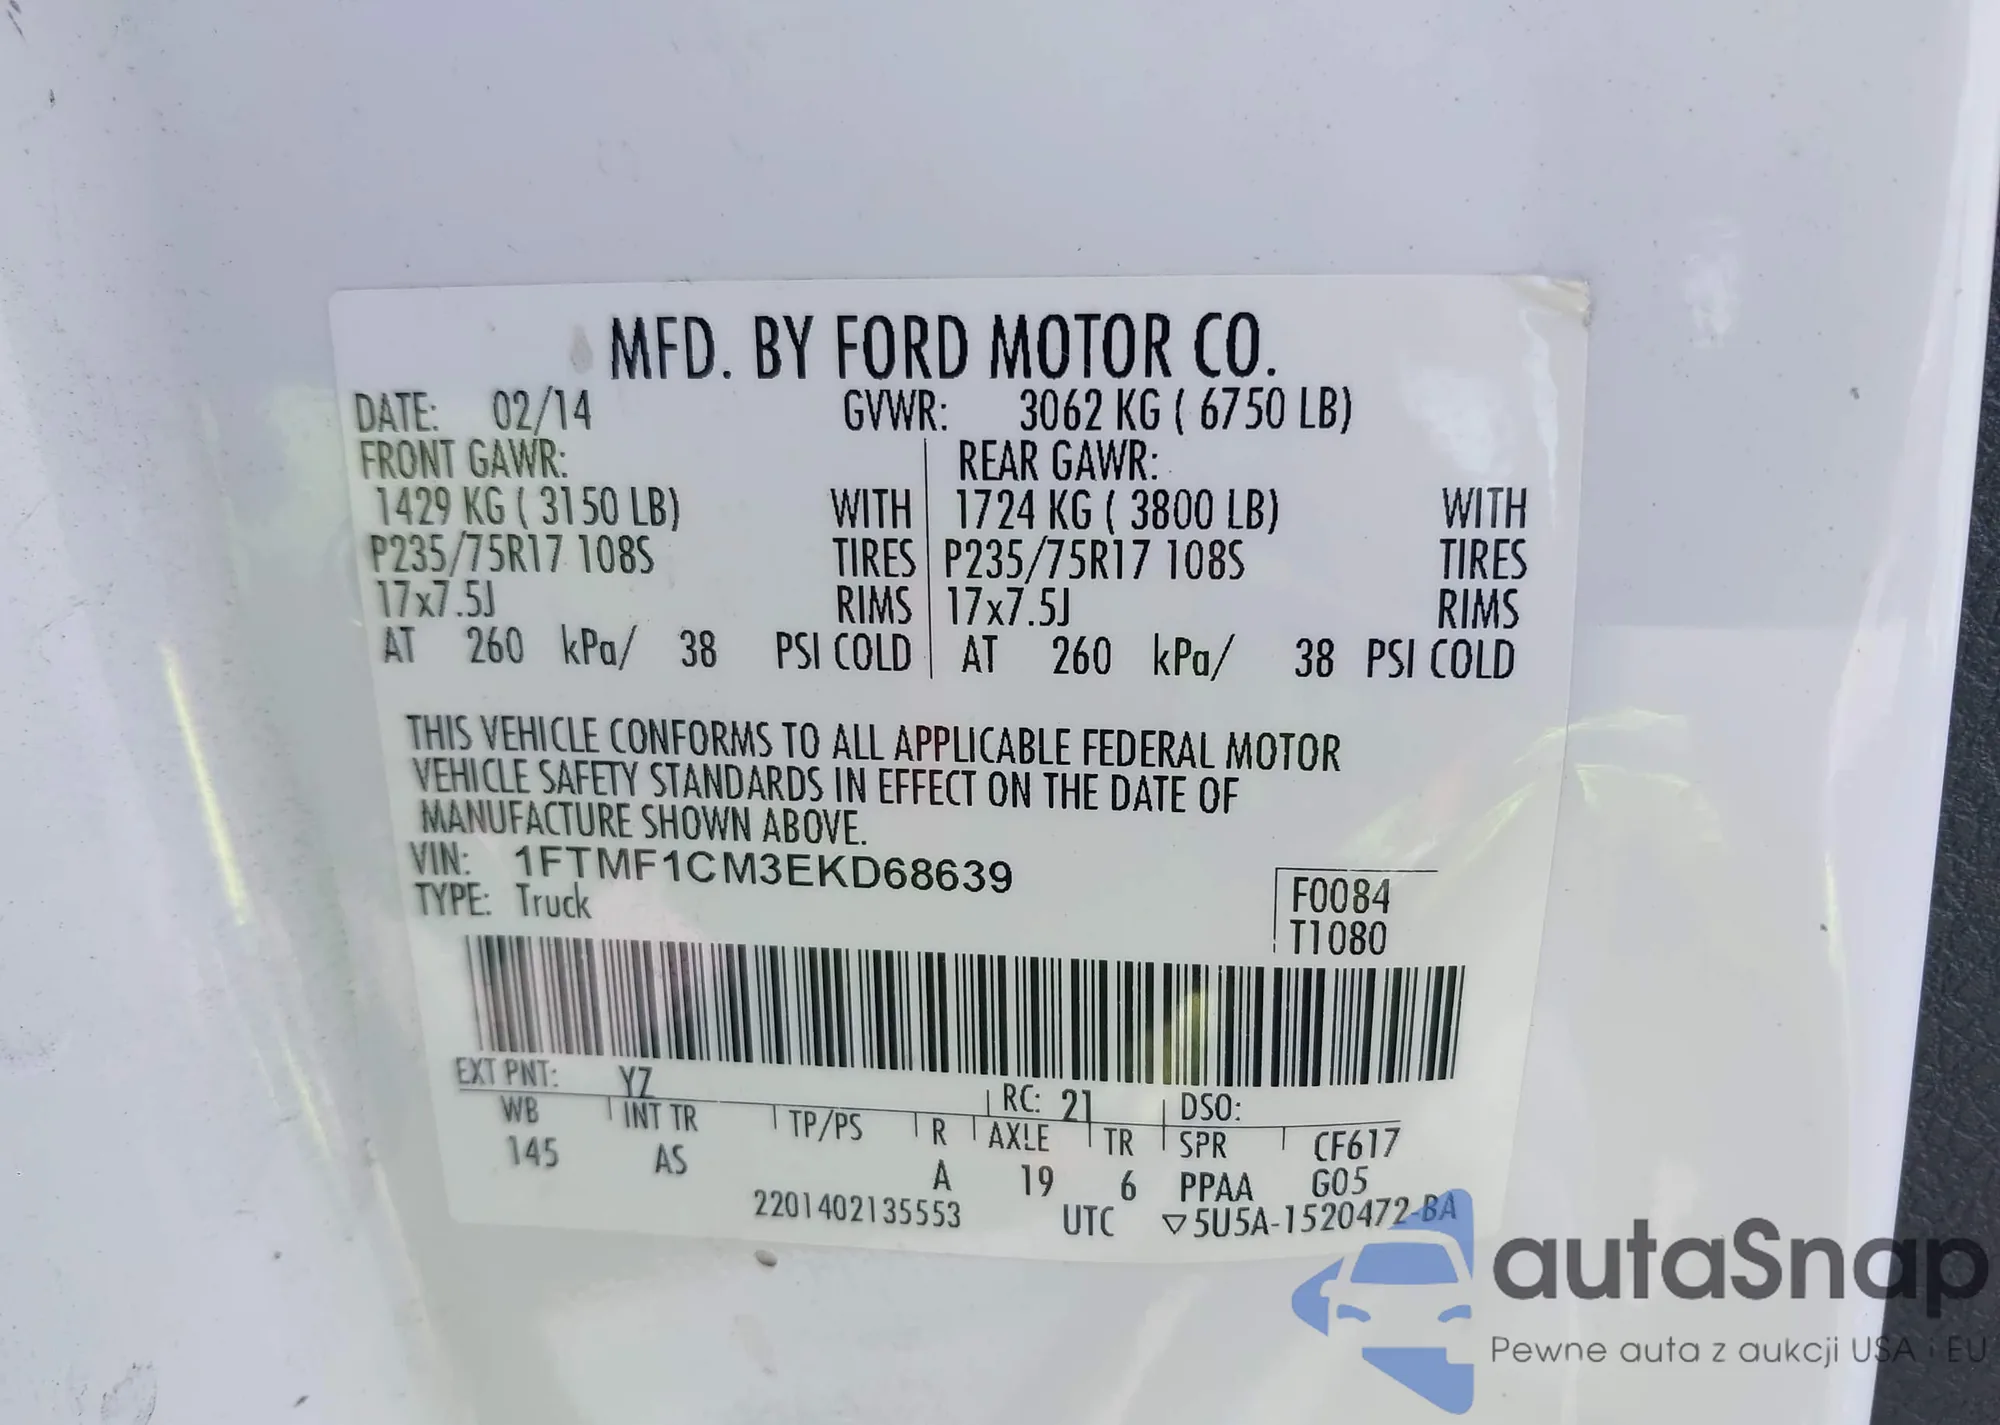 MFD. BY FORD MOTOR CO.
DATE: 02/14 GVWR: 3062 KG ( 6750 LB)
FRONT GAWR: REAR GAWR:
1429 KG ( 3150 LB) WITH 1724 KG ( 3800 LB) WITH
P235/75R17 108S TIRES P235/75R17 108S TIRES
17x7.5J RIMS 17x7.5J RIMS
AT 260 kPa/ 38 PSI COLD AT 260 kPa/ 38 PSI COLD
THIS VEHICLE CONFORMS TO ALL APPLICABLE FEDERAL MOTOR
VEHICLE SAFETY STANDARDS IN EFFECT ON THE DATE OF
MANUFACTURE SHOWN ABOVE.
VIN: 1FTMF1CM3EKD68639
TYPE: Truck
F0084
T1080
EXT PNT: YZ RC: 21 DSO:
WB INT TR TP/PS R AXLE TR SPR CF617
145 AS A 19 6 PPAA G05
2201402135553 UTC ▽5U5A-1520472-BA
autaSnap
Pewne auta z aukcji USA i EU